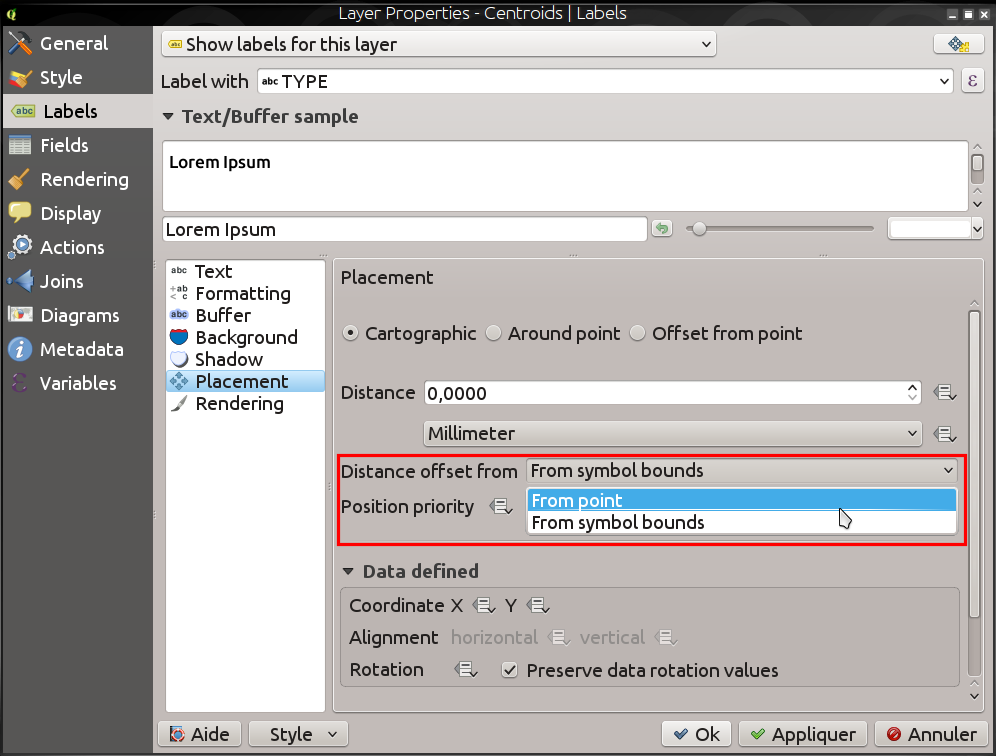 Layer Properties - Centroids | Labels
General
Style
Labels
Fields
Rendering
Display
Actions
Joins
Diagrams
Metadata
Variables
Show labels for this layer
Label with abc TYPE ε
Text/Buffer sample
Lorem Ipsum
Lorem Ipsum
abc Text
Formatting
abc Buffer
Background
Shadow
Placement
Rendering
Placement
Cartographic Around point Offset from point
Distance 0,0000
Millimeter
Distance offset from From symbol bounds
Position priority From point
From symbol bounds
Data defined
Coordinate X Y
Alignment horizontal vertical
Rotation Preserve data rotation values
Aide Style Ok Appliquer Annuler